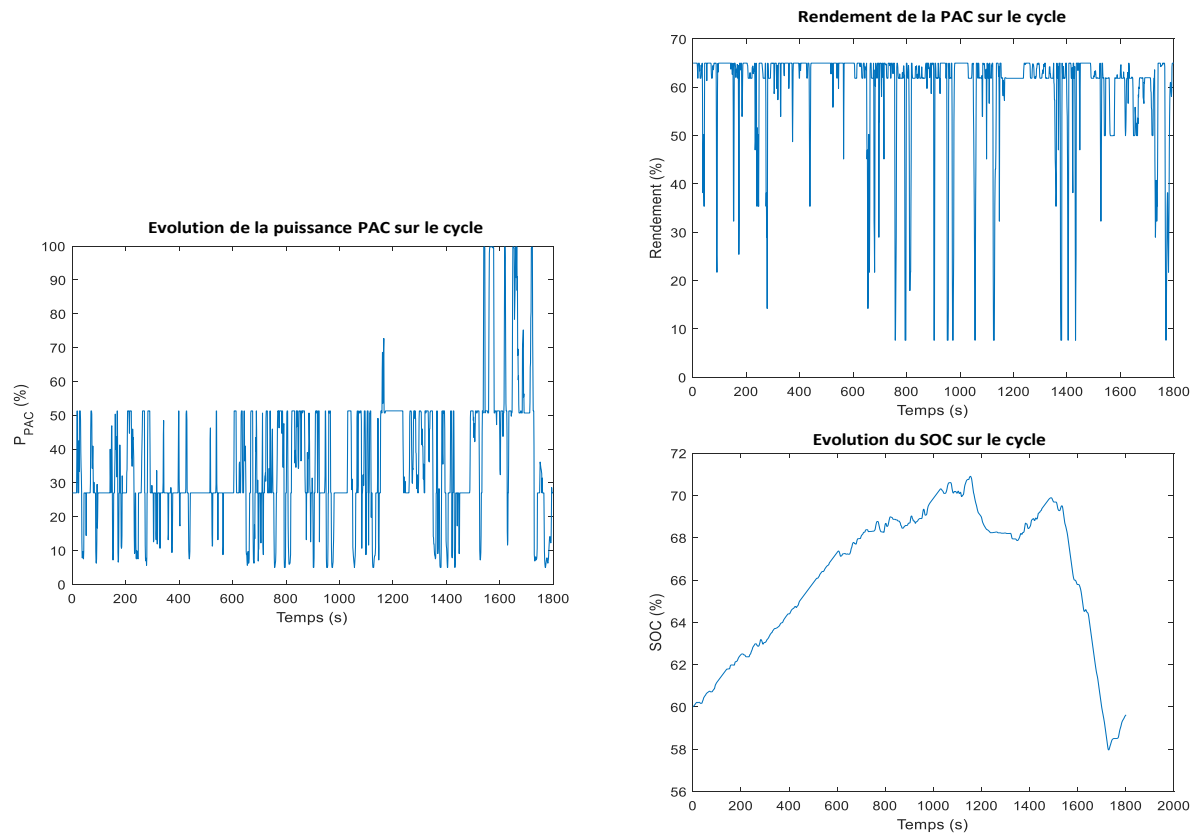 Evolution de la puissance PAC sur le cycle
100
90
80
70
60
50
40
30
20
10
0
P_PAC (%)
0 200 400 600 800 1000 1200 1400 1600 1800
Temps (s)
Rendement de la PAC sur le cycle
70
60
50
40
30
20
10
0
Rendement (%)
0 200 400 600 800 1000 1200 1400 1600 1800
Temps (s)
Evolution du SOC sur le cycle
72
70
68
66
64
62
60
58
56
SOC (%)
0 200 400 600 800 1000 1200 1400 1600 1800 2000
Temps (s)